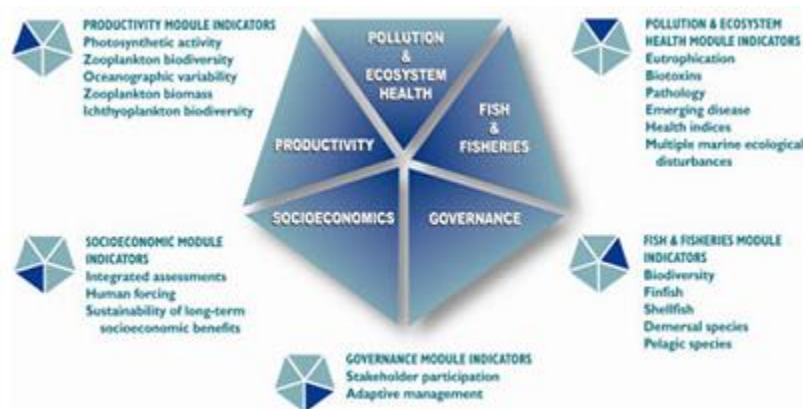 PRODUCTIVITY MODULE INDICATORS
Photosynthetic activity
Zooplankton biodiversity
Oceanographic variability
Zooplankton biomass
Ichthyoplankton biodiversity
POLLUTION
&
ECOSYSTEM
HEALTH
FISH
&
FISHERIES
PRODUCTIVITY
SOCIOECONOMICS
GOVERNANCE
POLLUTION & ECOSYSTEM
HEALTH MODULE INDICATORS
Eutrophication
Biotoxins
Pathology
Emerging disease
Health indices
Multiple marine ecological
disturbances
SOCIOECONOMIC MODULE
INDICATORS
Integrated assessments
Human forcing
Sustainability of long-term
socioeconomic benefits
FISH & FISHERIES MODULE
INDICATORS
Biodiversity
Finfish
Shellfish
Demersal species
Pelagic species
GOVERNANCE MODULE INDICATORS
Stakeholder participation
Adaptive management